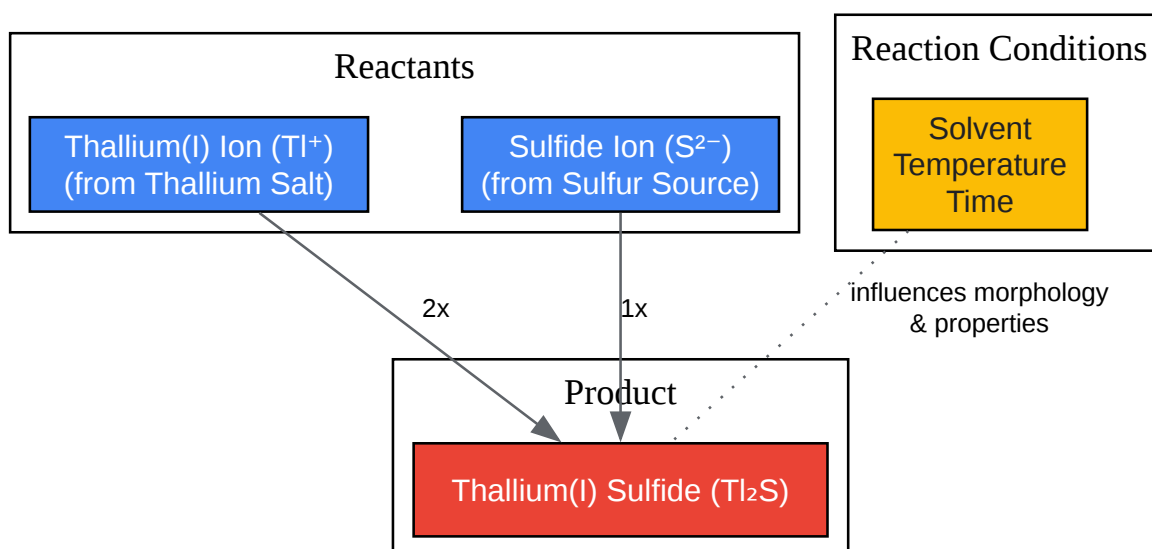 Reactants
Thallium(I) Ion (Tl⁺)
(from Thallium Salt)
Sulfide Ion (S²⁻)
(from Sulfur Source)
Reaction Conditions
Solvent
Temperature
Time
2x
1x
influences morphology
& properties
Product
Thallium(I) Sulfide (Tl₂S)